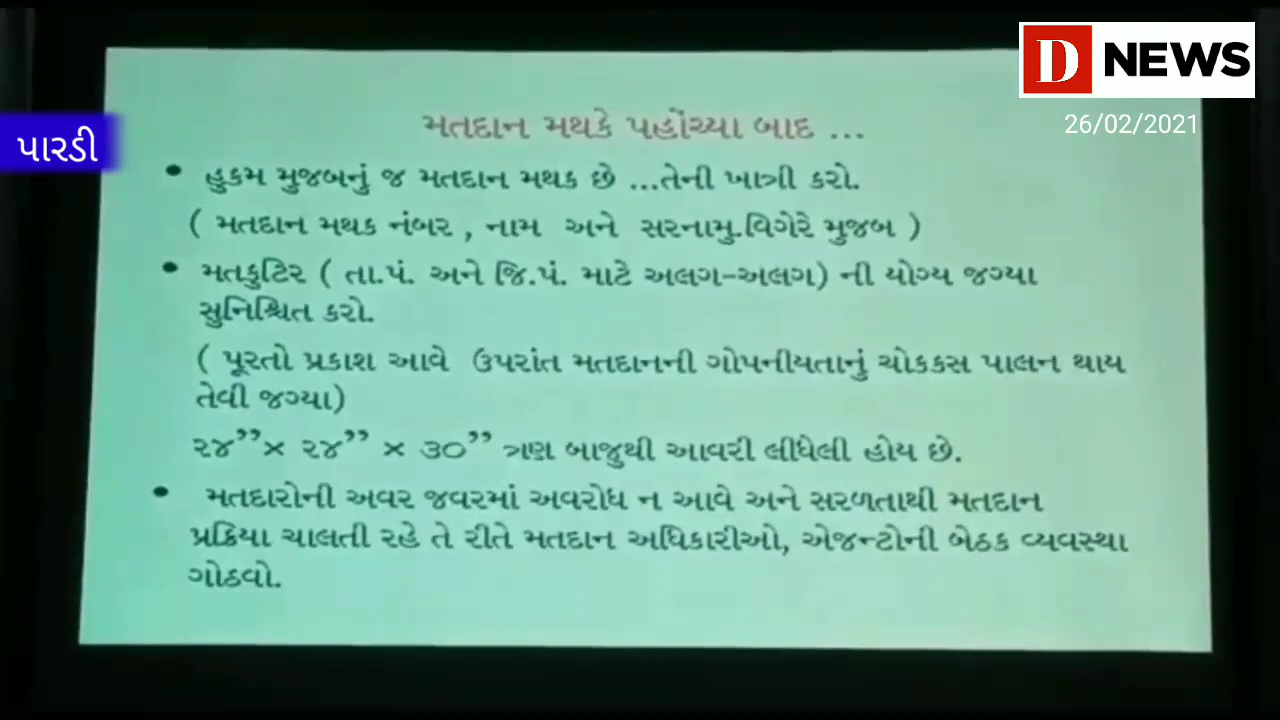 D NEWS
26/02/2021
પારડી
મતદાન મથકે પહોંચ્યા બાદ ...
• હુકમ મુજબનું જ મતદાન મથક છે ...તેની ખાત્રી કરો.
( મતદાન મથક નંબર , નામ અને સરનામુ.વિગેરે મુજબ )
• મતકુટિર ( તા.પં. અને જિ.પં. માટે અલગ-અલગ) ની યોગ્ય જગ્યા
સુનિશ્ચિત કરો.
( પૂરતો પ્રકાશ આવે ઉપરાંત મતદાનની ગોપનીયતાનું ચોકકસ પાલન થાય
તેવી જગ્યા)
૨૪”x ૨૪” x ૩૦” ત્રણ બાજુથી આવરી લીધેલી હોય છે.
• મતદારોની અવર જવરમાં અવરોધ ન આવે અને સરળતાથી મતદાન
પ્રક્રિયા ચાલતી રહે તે રીતે મતદાન અધિકારીઓ, એજન્ટોની બેઠક વ્યવસ્થા
ગોઠવો.